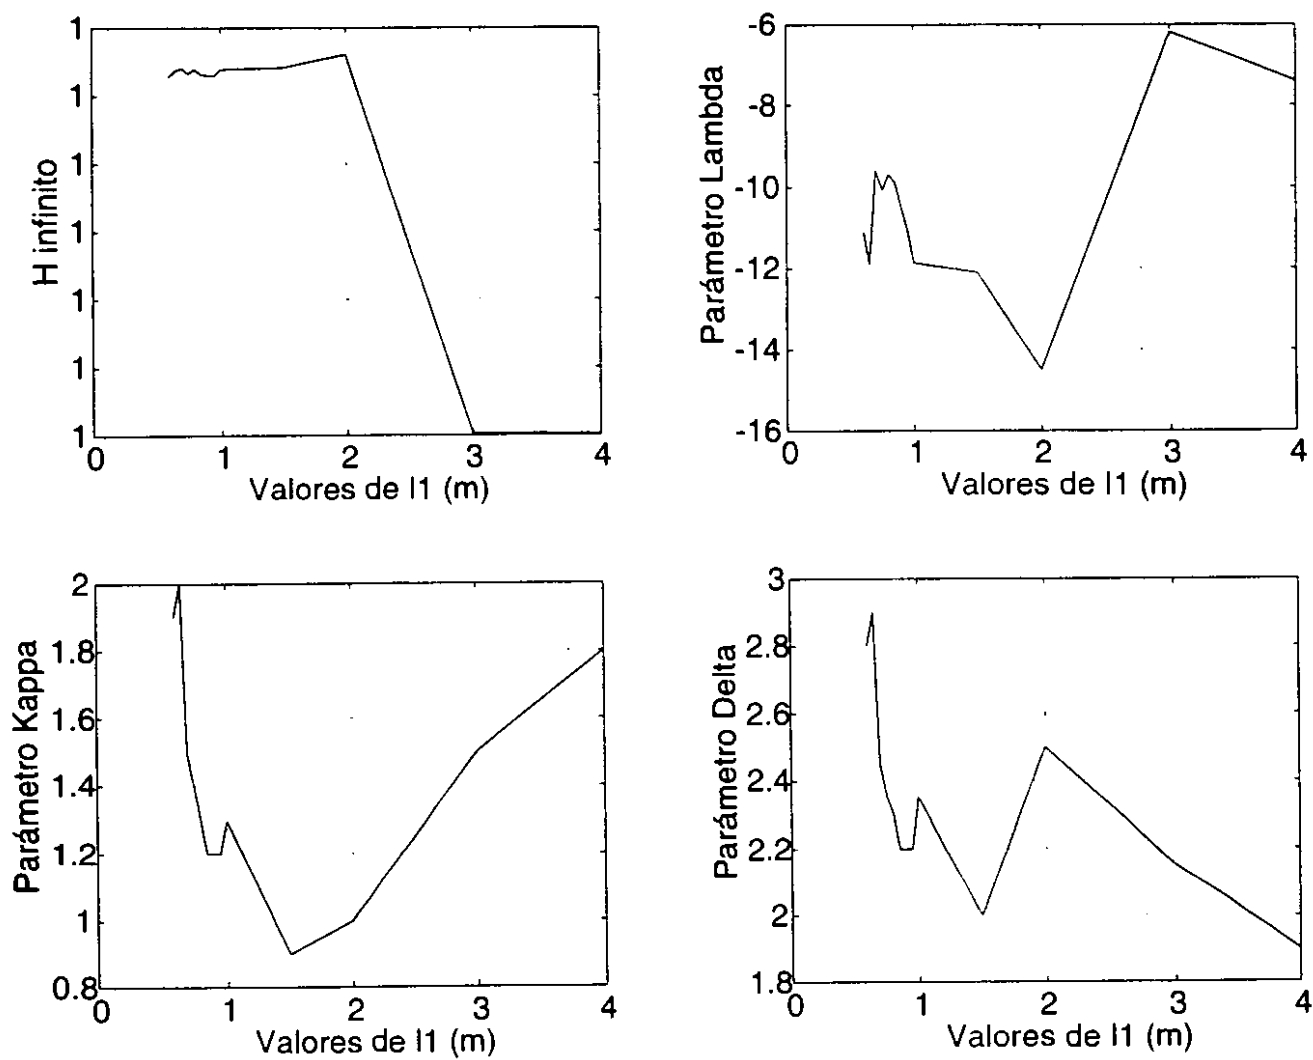 1
1
1
1
1
1
1
H infinito
0 1 2 3 4
Valores de l1 (m)
-6
-8
-10
-12
-14
-16
Parámetro Lambda
0 1 2 3 4
Valores de l1 (m)
2
1.8
1.6
1.4
1.2
1
0.8
Parámetro Kappa
0 1 2 3 4
Valores de l1 (m)
3
2.8
2.6
2.4
2.2
2
1.8
Parámetro Delta
0 1 2 3 4
Valores de l1 (m)